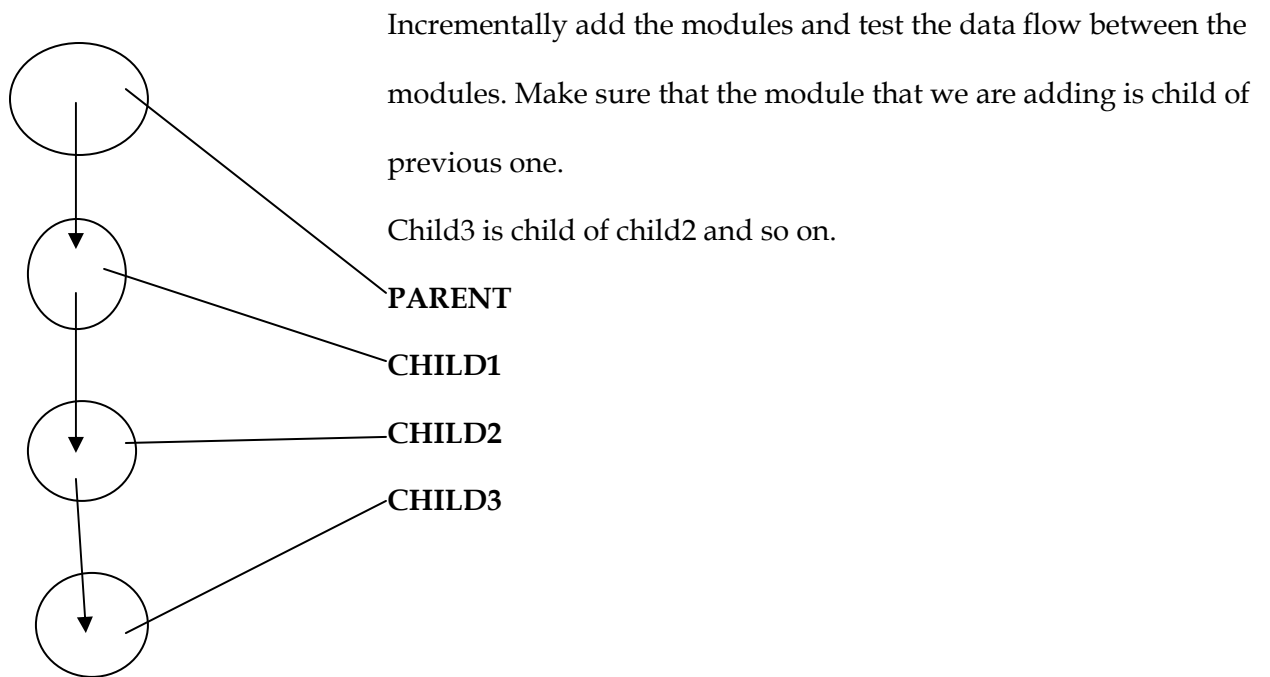 Incrementally add the modules and test the data flow between the
modules. Make sure that the module that we are adding is child of
previous one.
Child3 is child of child2 and so on.
PARENT
CHILD1
CHILD2
CHILD3